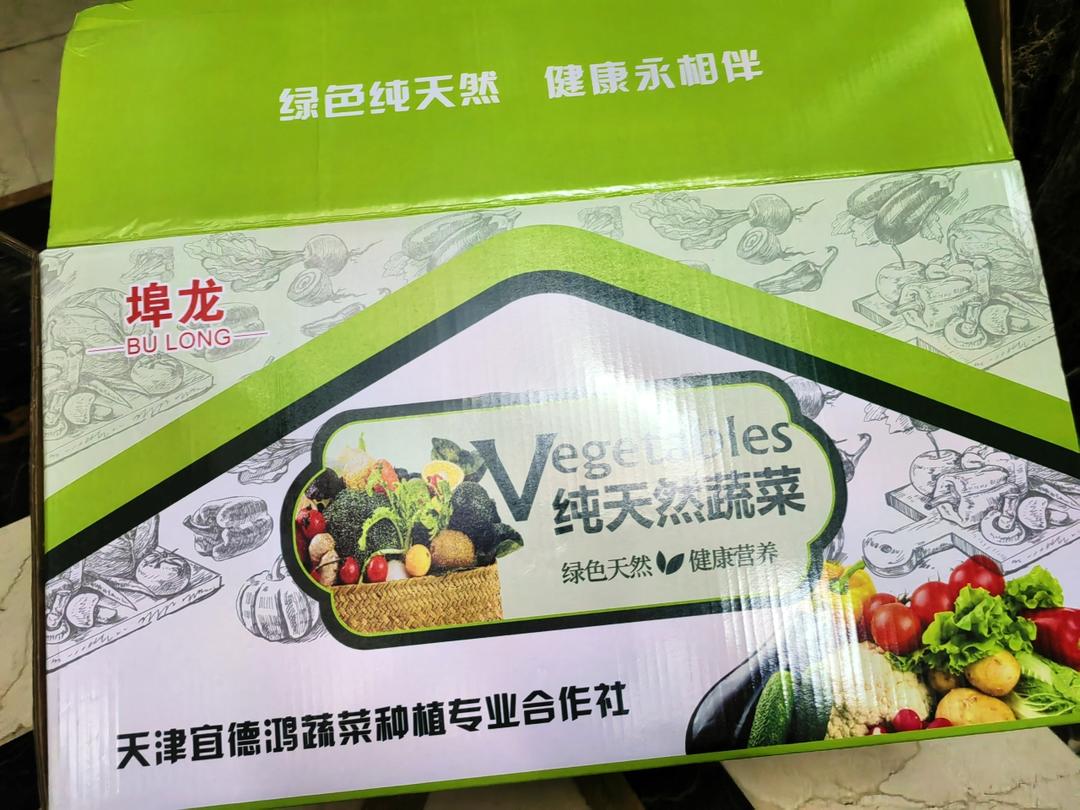 绿色纯天然 健康永相伴
埠龙
BU LONG
Vegetables
纯天然蔬菜
绿色天然 健康营养
天津宜德鸿蔬菜种植专业合作社